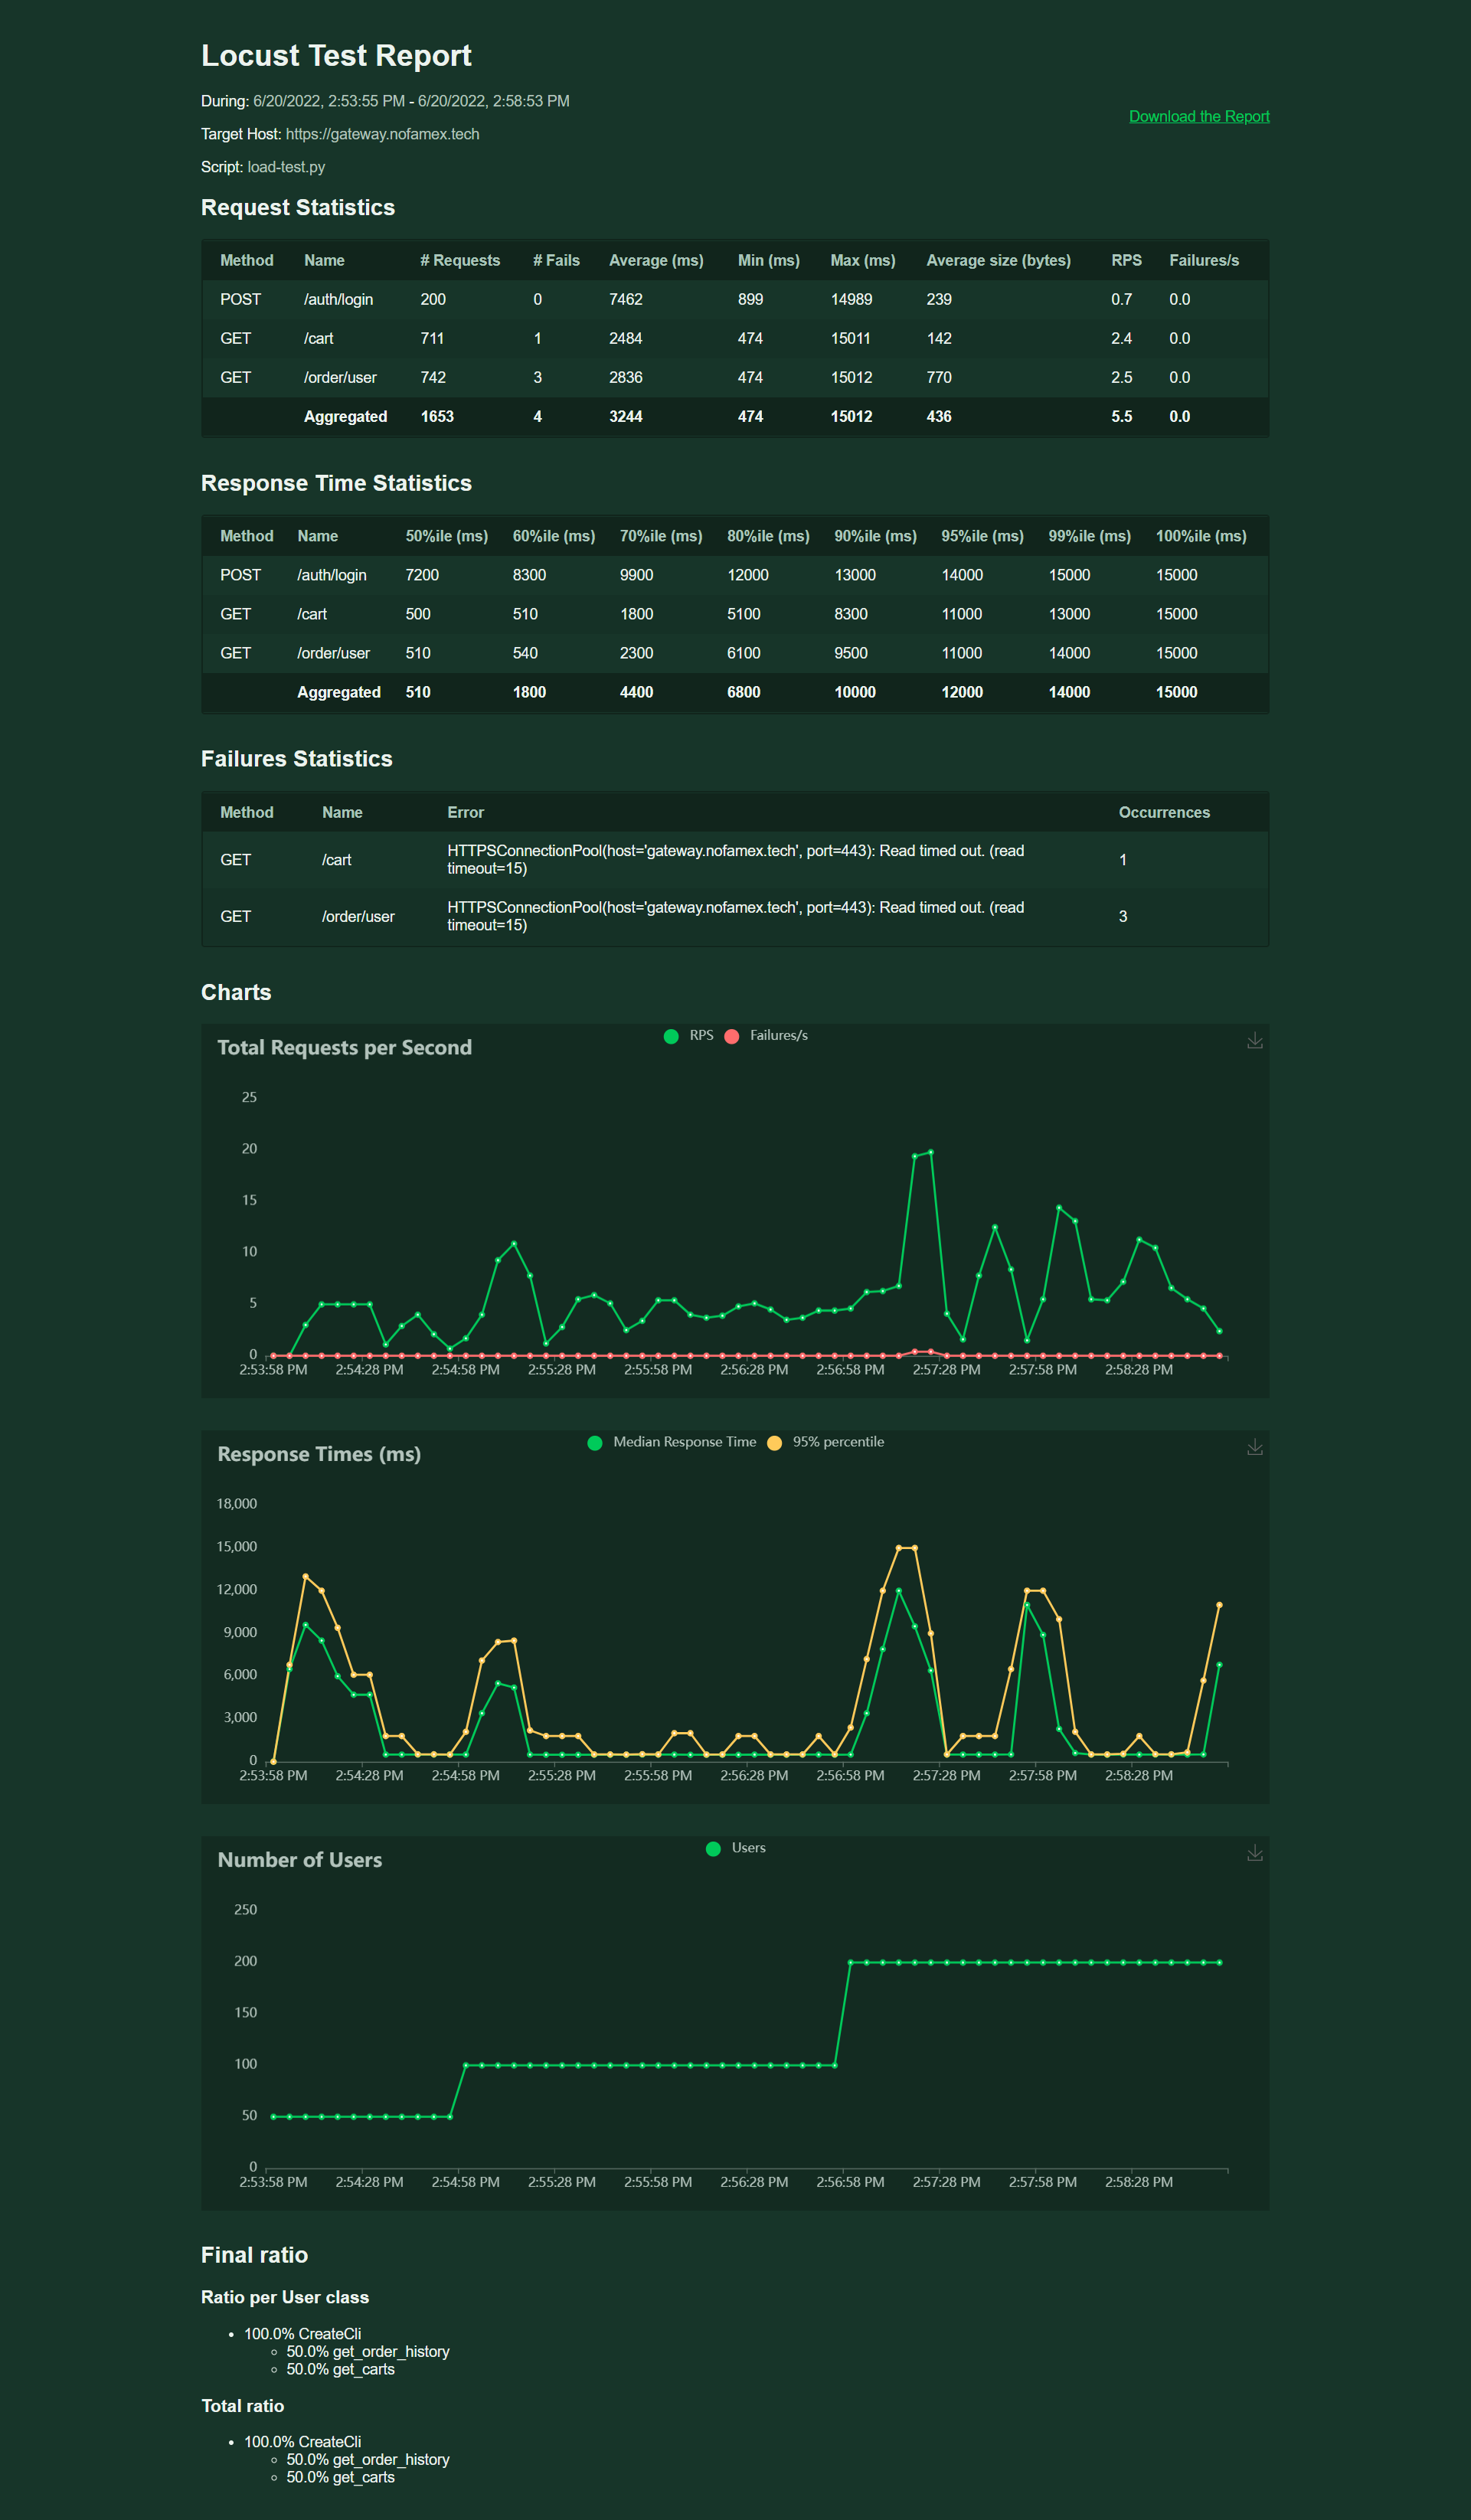 Locust Test Report
During: 6/20/2022, 2:53:55 PM - 6/20/2022, 2:58:53 PM
Download the Report
Target Host: https://gateway.nofamex.tech
Script: load-test.py
Request Statistics
Method Name # Requests # Fails Average (ms) Min (ms) Max (ms) Average size (bytes) RPS Failures/s
POST /auth/login 200 0 7462 899 14989 239 0.7 0.0
GET /cart 711 1 2484 474 15011 142 2.4 0.0
GET /order/user 742 3 2836 474 15012 770 2.5 0.0
Aggregated 1653 4 3244 474 15012 436 5.5 0.0
Response Time Statistics
Method Name 50%ile (ms) 60%ile (ms) 70%ile (ms) 80%ile (ms) 90%ile (ms) 95%ile (ms) 99%ile (ms) 100%ile (ms)
POST /auth/login 7200 8300 9900 12000 13000 14000 15000 15000
GET /cart 500 510 1800 5100 8300 11000 13000 15000
GET /order/user 510 540 2300 6100 9500 11000 14000 15000
Aggregated 510 1800 4400 6800 10000 12000 14000 15000
Failures Statistics
Method Name Error Occurrences
GET /cart HTTPSConnectionPool(host='gateway.nofamex.tech', port=443): Read timed out. (read
timeout=15) 1
GET /order/user HTTPSConnectionPool(host='gateway.nofamex.tech', port=443): Read timed out. (read
timeout=15) 3
Charts
Total Requests per Second
RPS Failures/s
25
20
15
10
5
0
2:53:58 PM 2:54:28 PM 2:54:58 PM 2:55:28 PM 2:55:58 PM 2:56:28 PM 2:56:58 PM 2:57:28 PM 2:57:58 PM 2:58:28 PM
Response Times (ms)
Median Response Time 95% percentile
18,000
15,000
12,000
9,000
6,000
3,000
0
2:53:58 PM 2:54:28 PM 2:54:58 PM 2:55:28 PM 2:55:58 PM 2:56:28 PM 2:56:58 PM 2:57:28 PM 2:57:58 PM 2:58:28 PM
Number of Users
Users
250
200
150
100
50
0
2:53:58 PM 2:54:28 PM 2:54:58 PM 2:55:28 PM 2:55:58 PM 2:56:28 PM 2:56:58 PM 2:57:28 PM 2:57:58 PM 2:58:28 PM
Final ratio
Ratio per User class
100.0% CreateCli
50.0% get_order_history
50.0% get_carts
Total ratio
100.0% CreateCli
50.0% get_order_history
50.0% get_carts